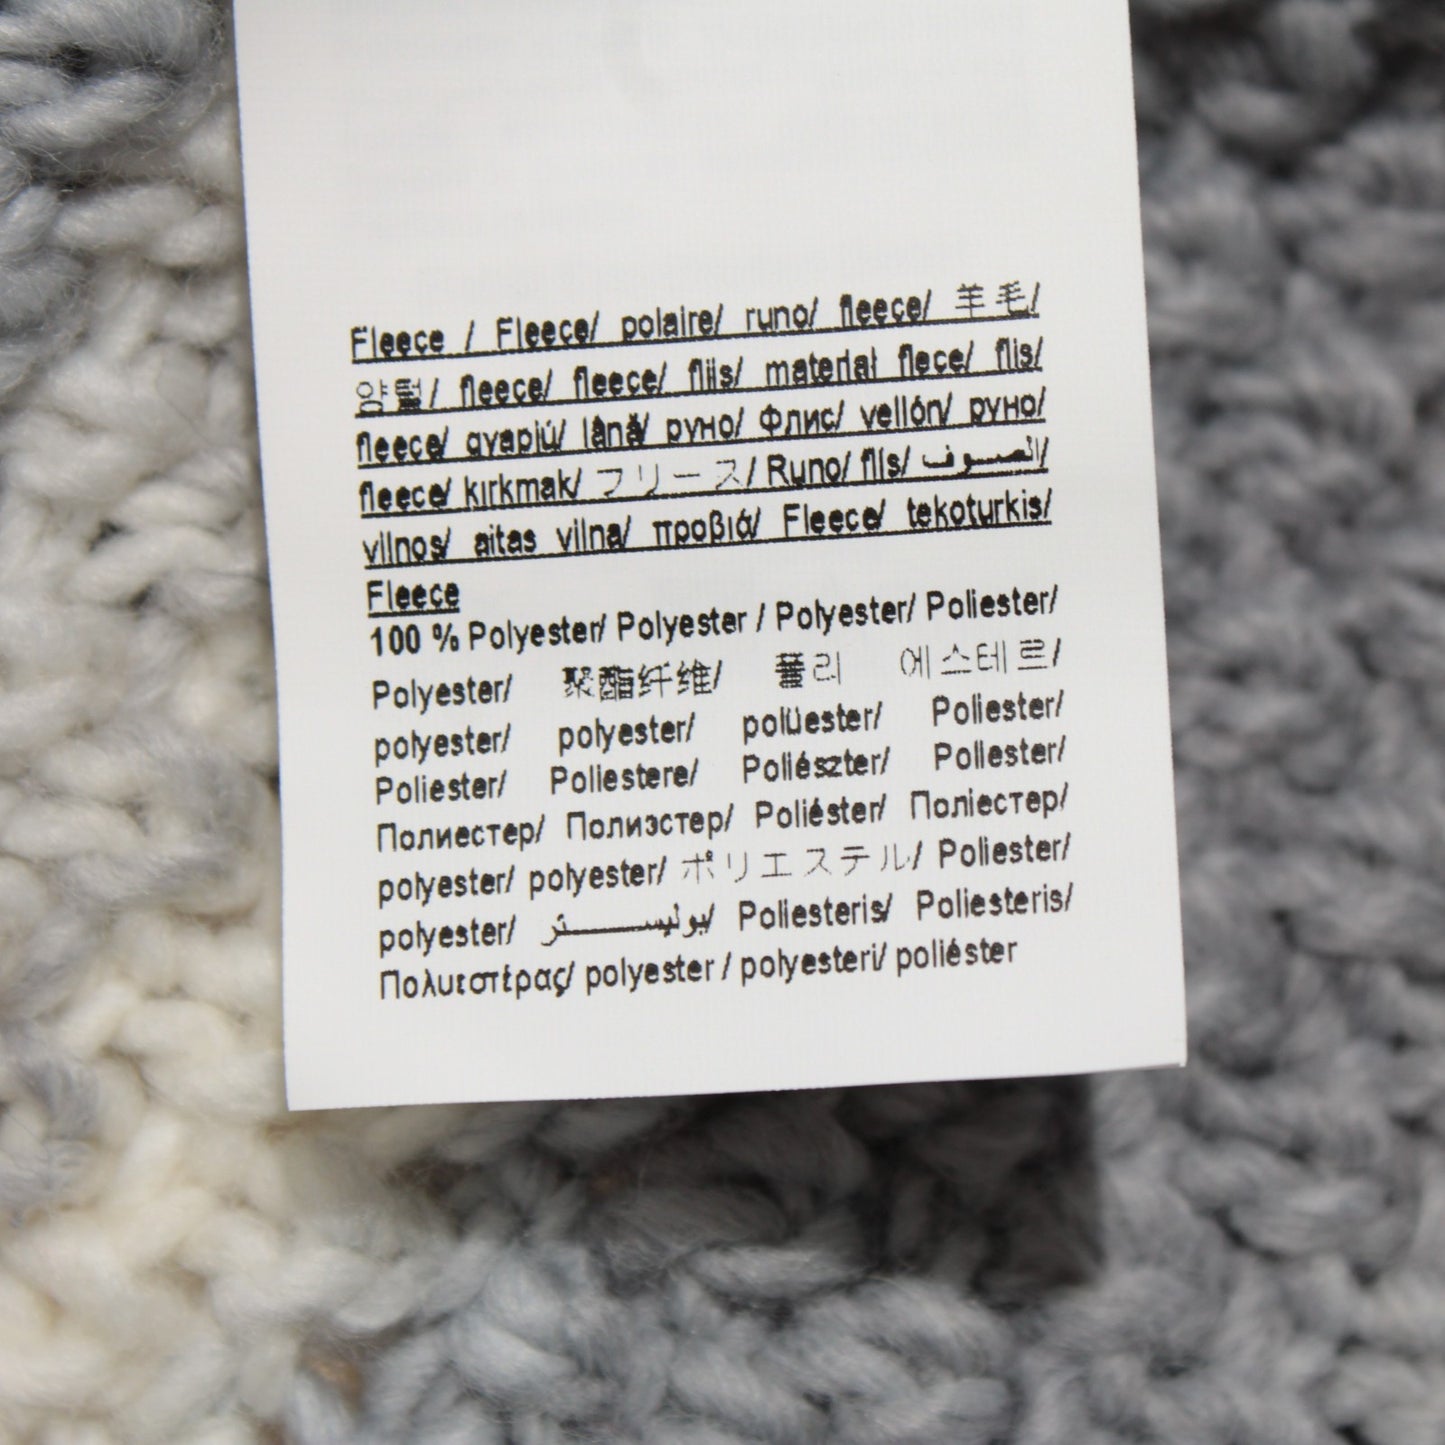 Fleece / Fleece/ polaire/ runo/ fleece/ 羊毛/
양털/ fleece/ fleece/ fliis/ materiał flece/ flis/
fleece/ gyapjú/ lână/ руно/ Флис/ vellón/ руно/
fleece/ kırkmak/ フリース/ Runo/ flis/ الصوف/
vilnos/ aitas vilna/ προβιά/ Fleece/ tekoturkis/
Fleece
100 % Polyester/ Polyester / Polyester/ Poliester/
Polyester/ 聚酯纤维/ 폴리 에스테르/
polyester/ polyester/ polüester/ Poliester/
Poliester/ Poliestere/ Poliészter/ Poliester/
Полиестер/ Полиэстер/ Poliéster/ Поліестер/
polyester/ polyester/ ポリエステル/ Poliester/
polyester/ بوليستر/ Poliesteris/ Poliesteris/
Πολυεστέρας/ polyester / polyesteri/ poliéster